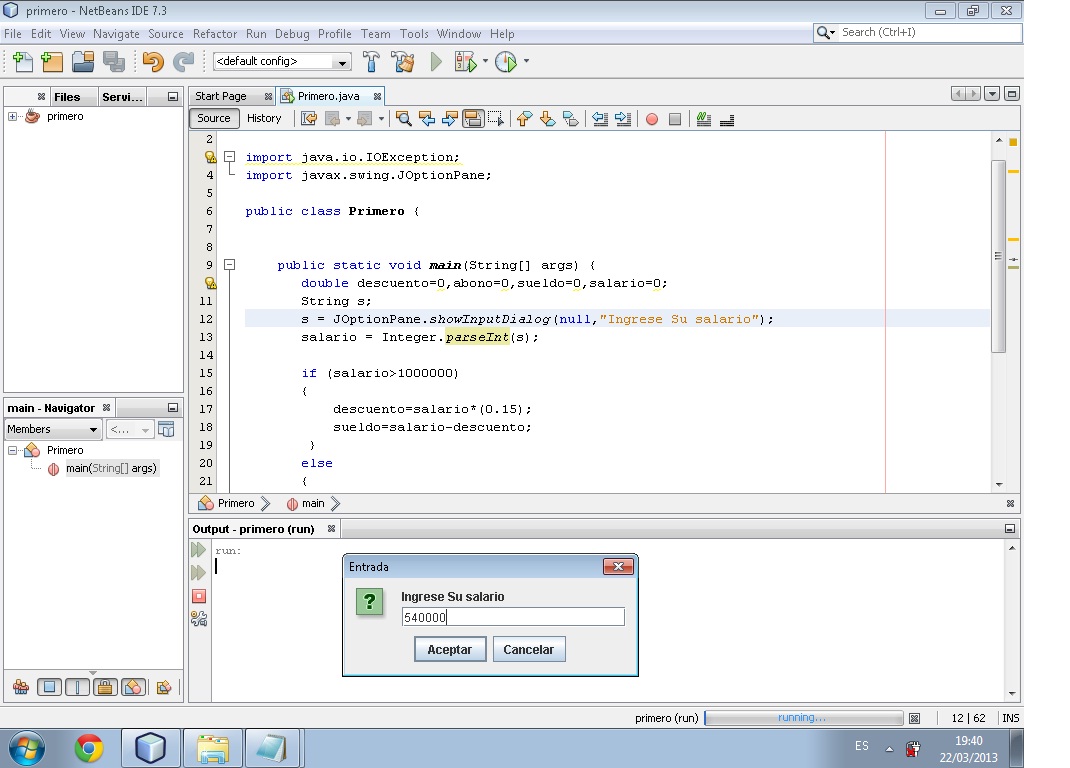 primero - NetBeans IDE 7.3
File Edit View Navigate Source Refactor Run Debug Profile Team Tools Window Help
Search (Ctrl+I)
<default config>
Files Servi...
primero
Start Page Primero.java
Source History
2
import java.io.IOException;
4 import javax.swing.JOptionPane;
5
6 public class Primero {
7
8
9 public static void main(String[] args) {
double descuento=0,abono=0,sueldo=0,salario=0;
11 String s;
12 s = JOptionPane.showInputDialog(null,"Ingrese Su salario");
13 salario = Integer.parseInt(s);
14
15 if (salario>1000000)
16 {
17 descuento=salario*(0.15);
18 sueldo=salario-descuento;
19 }
20 else
21 {
main - Navigator
Members <...
Primero
main(String[] args)
Primero main
Output - primero (run)
run:
Entrada
? Ingrese Su salario
540000
Aceptar Cancelar
primero (run) running... 12 | 62 INS
ES 19:40
22/03/2013